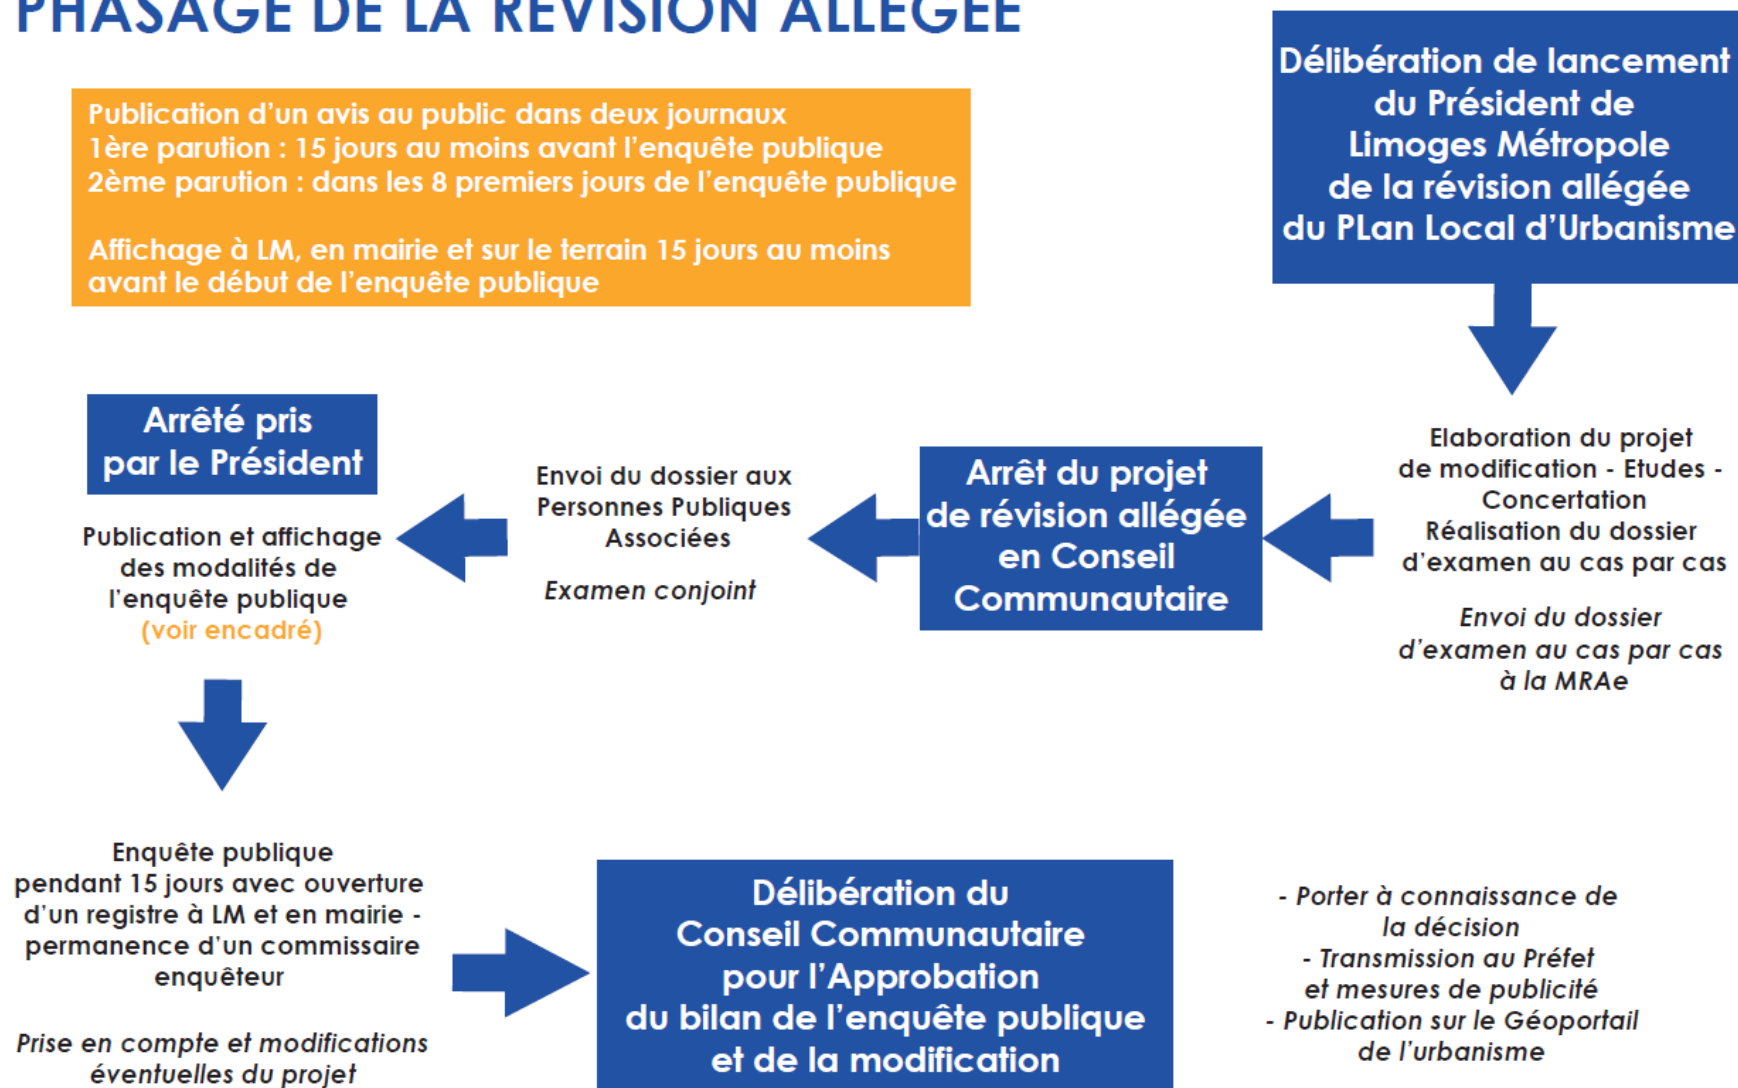 PHASAGE DE LA RÉVISION ALLÉGÉE
Publication d'un avis au public dans deux journaux
1ère parution : 15 jours au moins avant l'enquête publique
2ème parution : dans les 8 premiers jours de l'enquête publique
Affichage à LM, en mairie et sur le terrain 15 jours au moins
avant le début de l'enquête publique
Délibération de lancement
du Président de
Limoges Métropole
de la révision allégée
du PLan Local d'Urbanisme
Elaboration du projet
de modification - Etudes -
Concertation
Réalisation du dossier
d'examen au cas par cas
Envoi du dossier
d'examen au cas par cas
à la MRAe
Arrêt du projet
de révision allégée
en Conseil
Communautaire
Envoi du dossier aux
Personnes Publiques
Associées
Examen conjoint
Arrêté pris
par le Président
Publication et affichage
des modalités de
l'enquête publique
(voir encadré)
Enquête publique
pendant 15 jours avec ouverture
d'un registre à LM et en mairie -
permanence d'un commissaire
enquêteur
Prise en compte et modifications
éventuelles du projet
Délibération du
Conseil Communautaire
pour l'Approbation
du bilan de l'enquête publique
et de la modification
- Porter à connaissance de
la décision
- Transmission au Préfet
et mesures de publicité
- Publication sur le Géoportail
de l'urbanisme